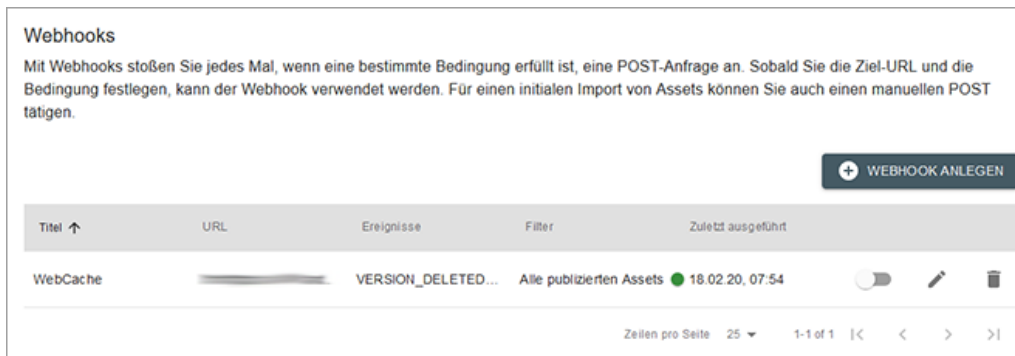 Webhooks
Mit Webhooks stoßen Sie jedes Mal, wenn eine bestimmte Bedingung erfüllt ist, eine POST-Anfrage an. Sobald Sie die Ziel-URL und die
Bedingung festlegen, kann der Webhook verwendet werden. Für einen initialen Import von Assets können Sie auch einen manuellen POST
tätigen.
WEBHOOK ANLEGEN
Titel URL Ereignisse Filter Zuletzt ausgeführt
WebCache VERSION_DELETED... Alle publizierten Assets 18.02.20, 07:54
Zeilen pro Seite 25 1-1 of 1